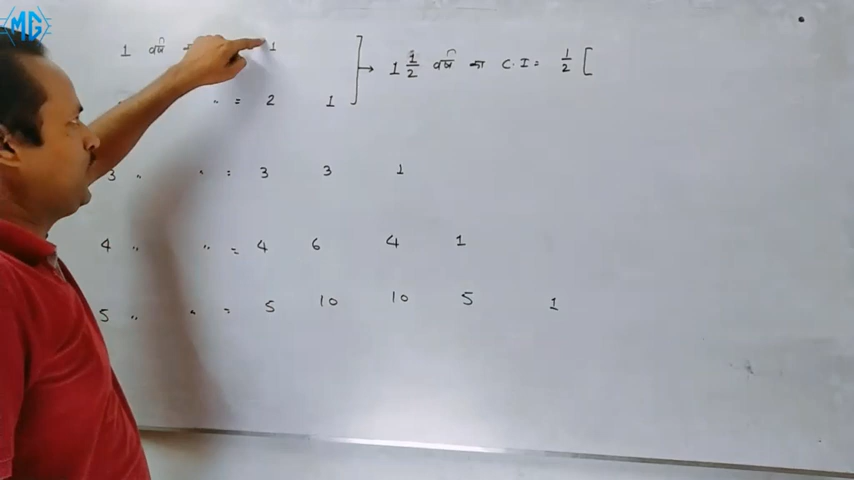 MG
1 वर्ष 1
" = 2 1
1 1/2 वर्ष का C.I = 1/2 [
3 " " = 3 3 1
4 " " = 4 6 4 1
5 " " = 5 10 10 5 1